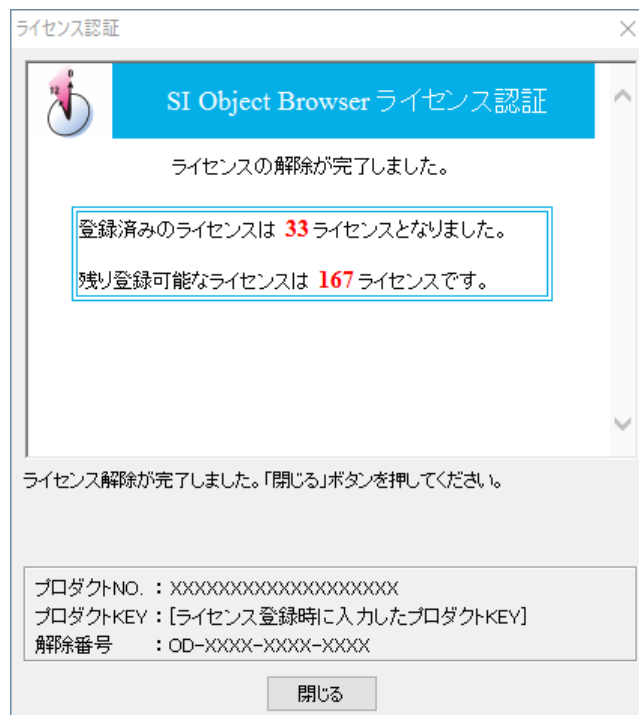 ライセンス認証
SI Object Browser ライセンス認証
ライセンスの解除が完了しました。
登録済みのライセンスは 33 ライセンスとなりました。
残り登録可能なライセンスは 167 ライセンスです。
ライセンス解除が完了しました。「閉じる」ボタンを押してください。
プロダクトNO. : XXXXXXXXXXXXXXXXXXX
プロダクトKEY : [ライセンス登録時に入力したプロダクトKEY]
解除番号 : OD-XXXX-XXXX-XXXX
閉じる